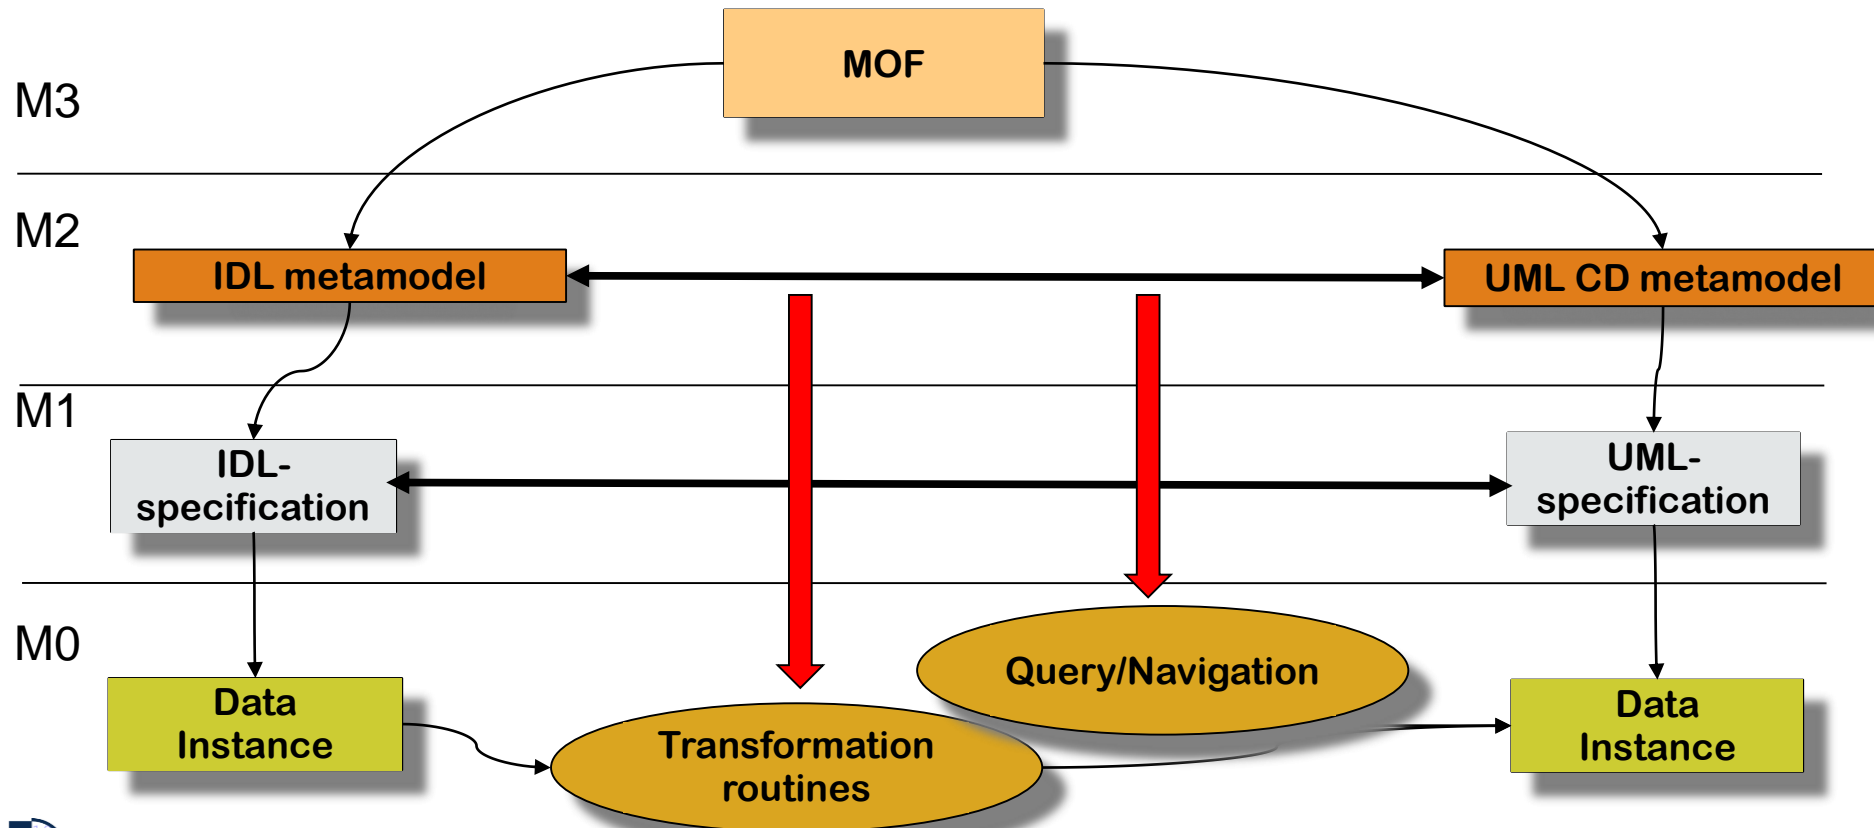 MOF
M3
M2
IDL metamodel
UML CD metamodel
M1
IDL-
specification
UML-
specification
M0
Query/Navigation
Data
Instance
Transformation
routines
Data
Instance